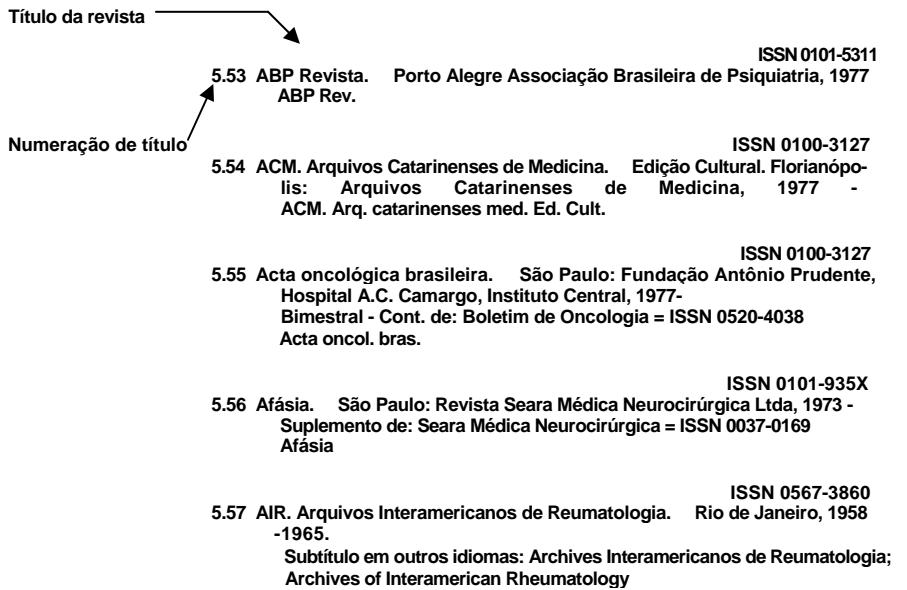 Título da revista
ISSN 0101-5311
5.53 ABP Revista. Porto Alegre Associação Brasileira de Psiquiatria, 1977
ABP Rev.
Numeração de título
ISSN 0100-3127
5.54 ACM. Arquivos Catarinenses de Medicina. Edição Cultural. Florianópo-
lis: Arquivos Catarinenses de Medicina, 1977 -
ACM. Arq. catarinenses med. Ed. Cult.
ISSN 0100-3127
5.55 Acta oncológica brasileira. São Paulo: Fundação Antônio Prudente,
Hospital A.C. Camargo, Instituto Central, 1977-
Bimestral - Cont. de: Boletim de Oncologia = ISSN 0520-4038
Acta oncol. bras.
ISSN 0101-935X
5.56 Afásia. São Paulo: Revista Seara Médica Neurocirúrgica Ltda, 1973 -
Suplemento de: Seara Médica Neurocirúrgica = ISSN 0037-0169
Afásia
ISSN 0567-3860
5.57 AIR. Arquivos Interamericanos de Reumatologia. Rio de Janeiro, 1958
-1965.
Subtítulo em outros idiomas: Archives Interamericanos de Reumatologia;
Archives of Interamerican Rheumatology